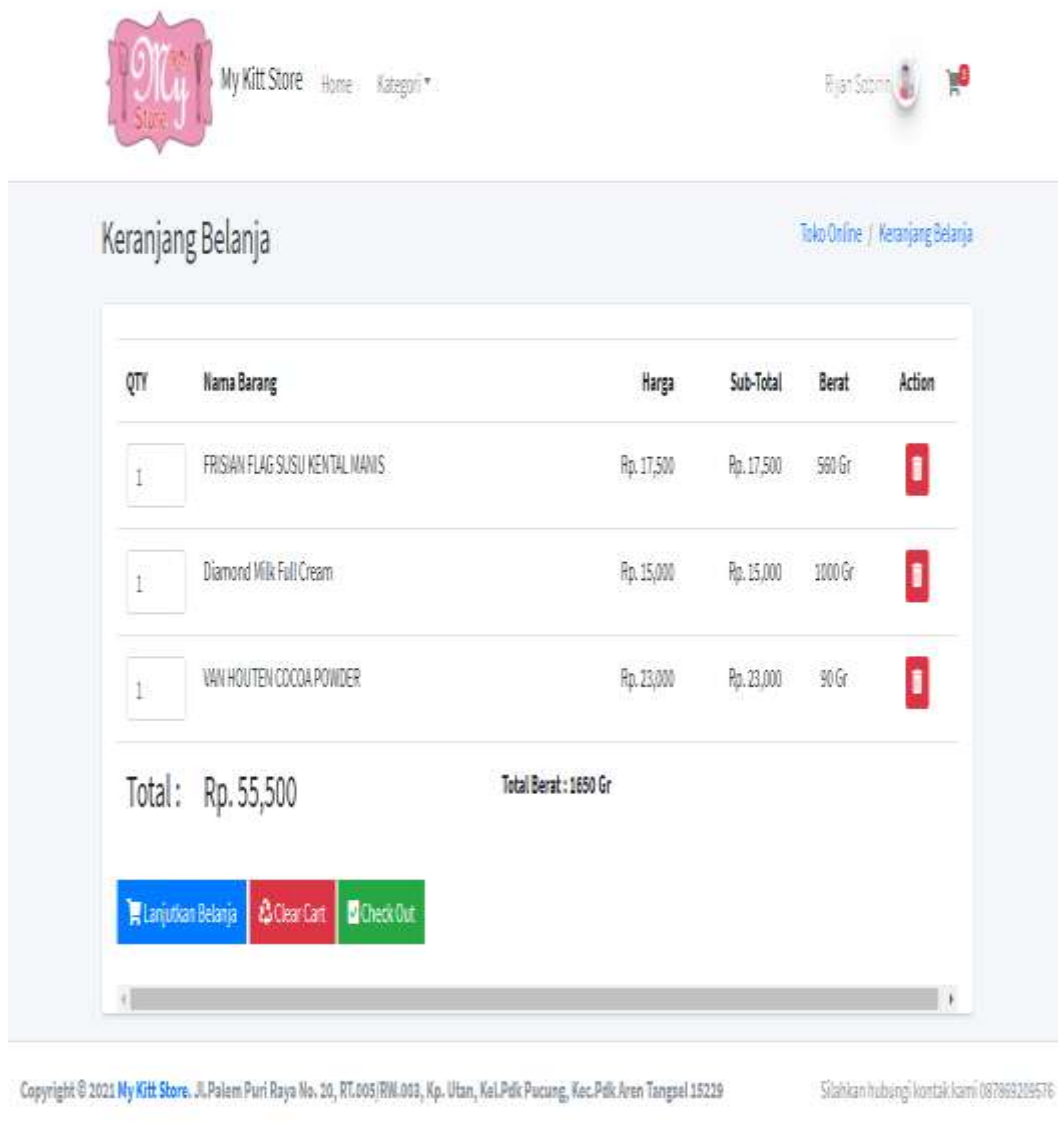 My
Store
My Kitt Store Home Kategori
Keranjang Belanja
Toko Online / Keranjang Belanja
QTY Nama Barang Harga Sub-Total Berat Action
1 FRISIAN FLAG SUSU KENTAL MANIS Rp. 17,500 Rp. 17,500 560 Gr
1 Diamond Milk Full Cream Rp. 15,000 Rp. 15,000 1000 Gr
1 VAN HOUTEN COCOA POWDER Rp. 23,000 Rp. 23,000 90 Gr
Total : Rp. 55,500 Total Berat : 1650 Gr
Lanjutkan Belanja Clear Cart Check Out
Copyright © 2021 My Kitt Store. Jl.Palem Puri Raya No. 20, RT.005/RW.003, Kp. Utan, Kel.Pdk Pucung, Kec.Pdk Aren Tangsel 15229
Silahkan hubungi kontak kami 087869209576